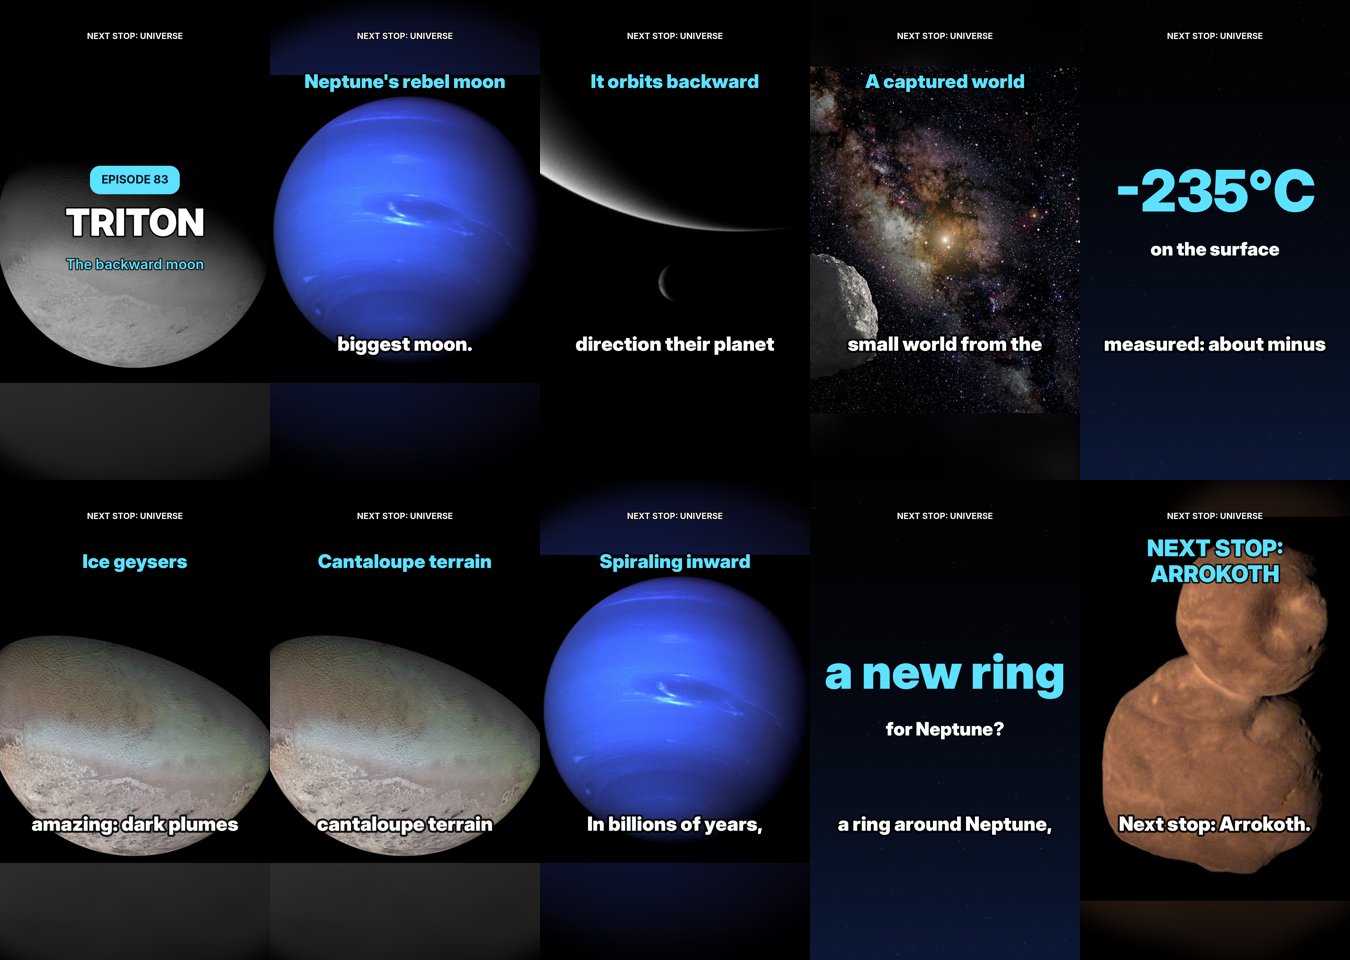 NEXT STOP: UNIVERSE
EPISODE 83
TRITON
The backward moon
NEXT STOP: UNIVERSE
Neptune's rebel moon
biggest moon.
NEXT STOP: UNIVERSE
It orbits backward
direction their planet
NEXT STOP: UNIVERSE
A captured world
small world from the
NEXT STOP: UNIVERSE
-235°C
on the surface
measured: about minus
NEXT STOP: UNIVERSE
Ice geysers
amazing: dark plumes
NEXT STOP: UNIVERSE
Cantaloupe terrain
cantaloupe terrain
NEXT STOP: UNIVERSE
Spiraling inward
In billions of years,
NEXT STOP: UNIVERSE
a new ring
for Neptune?
a ring around Neptune,
NEXT STOP: UNIVERSE
NEXT STOP:
ARROKOTH
Next stop: Arrokoth.